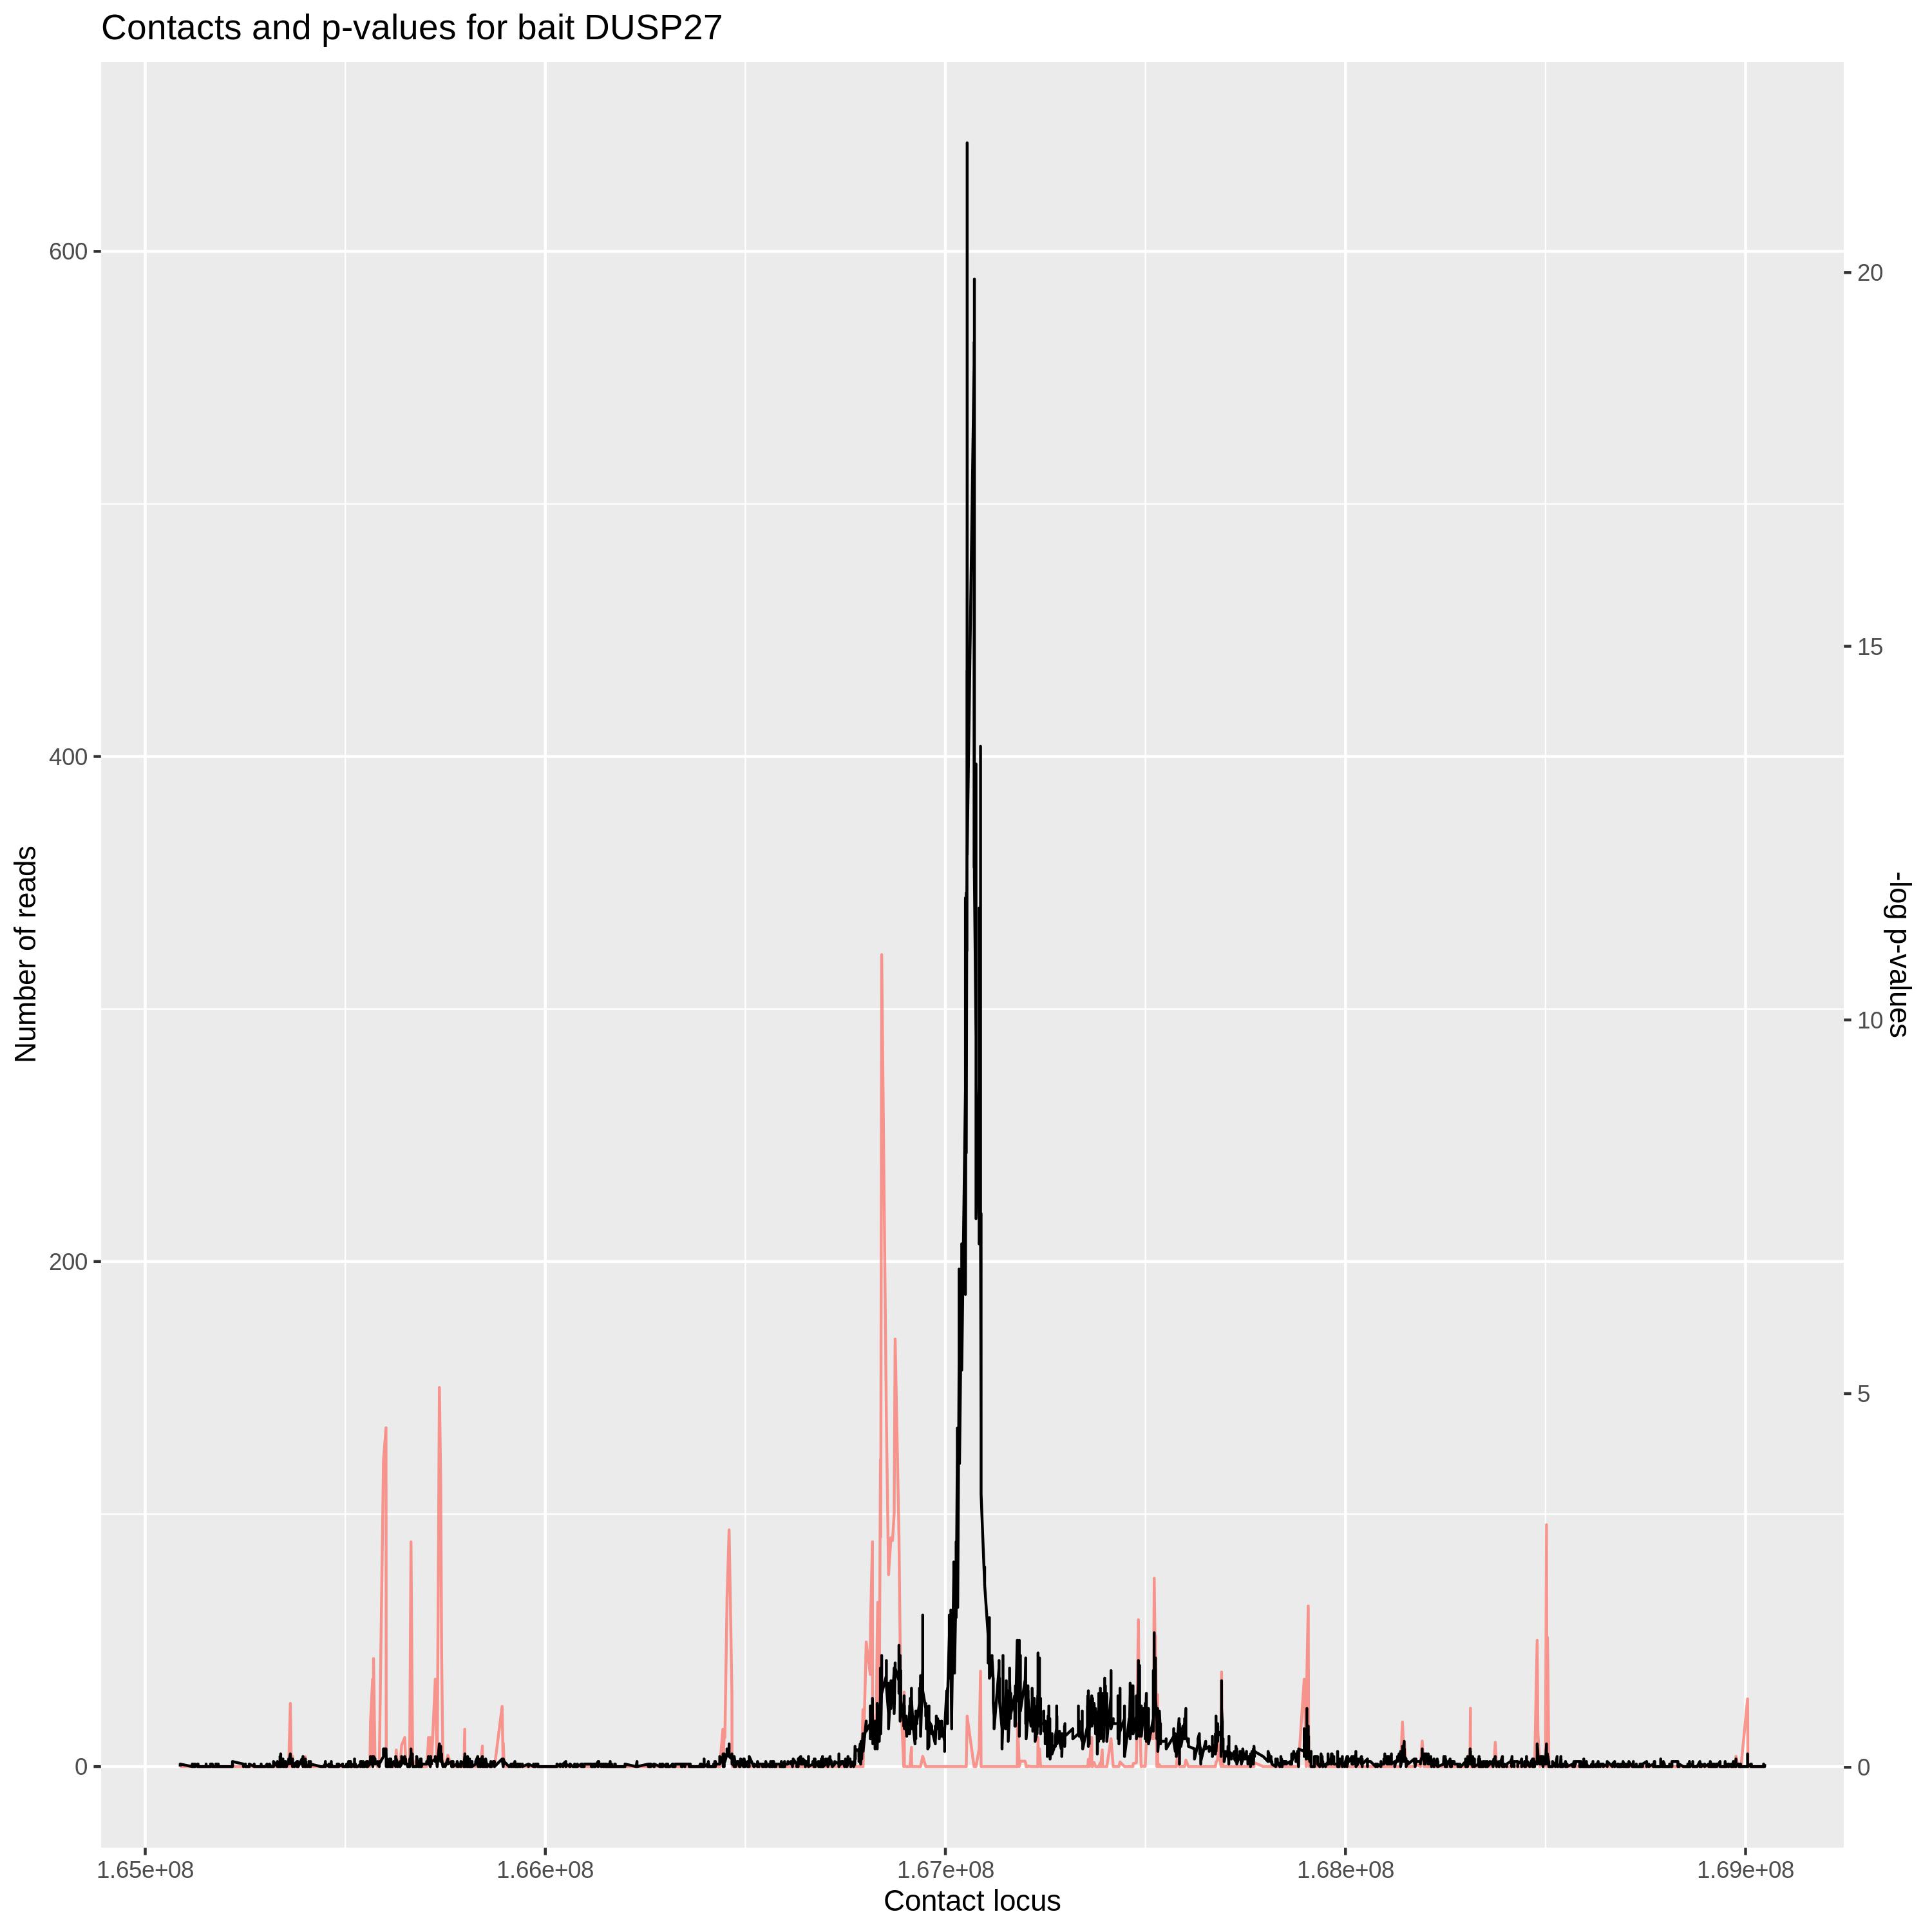 Contacts and p-values for bait DUSP27
Number of reads
600
400
200
0
20
15
10
5
0
-log p-values
1.65e+08
1.66e+08
1.67e+08
1.68e+08
1.69e+08
Contact locus